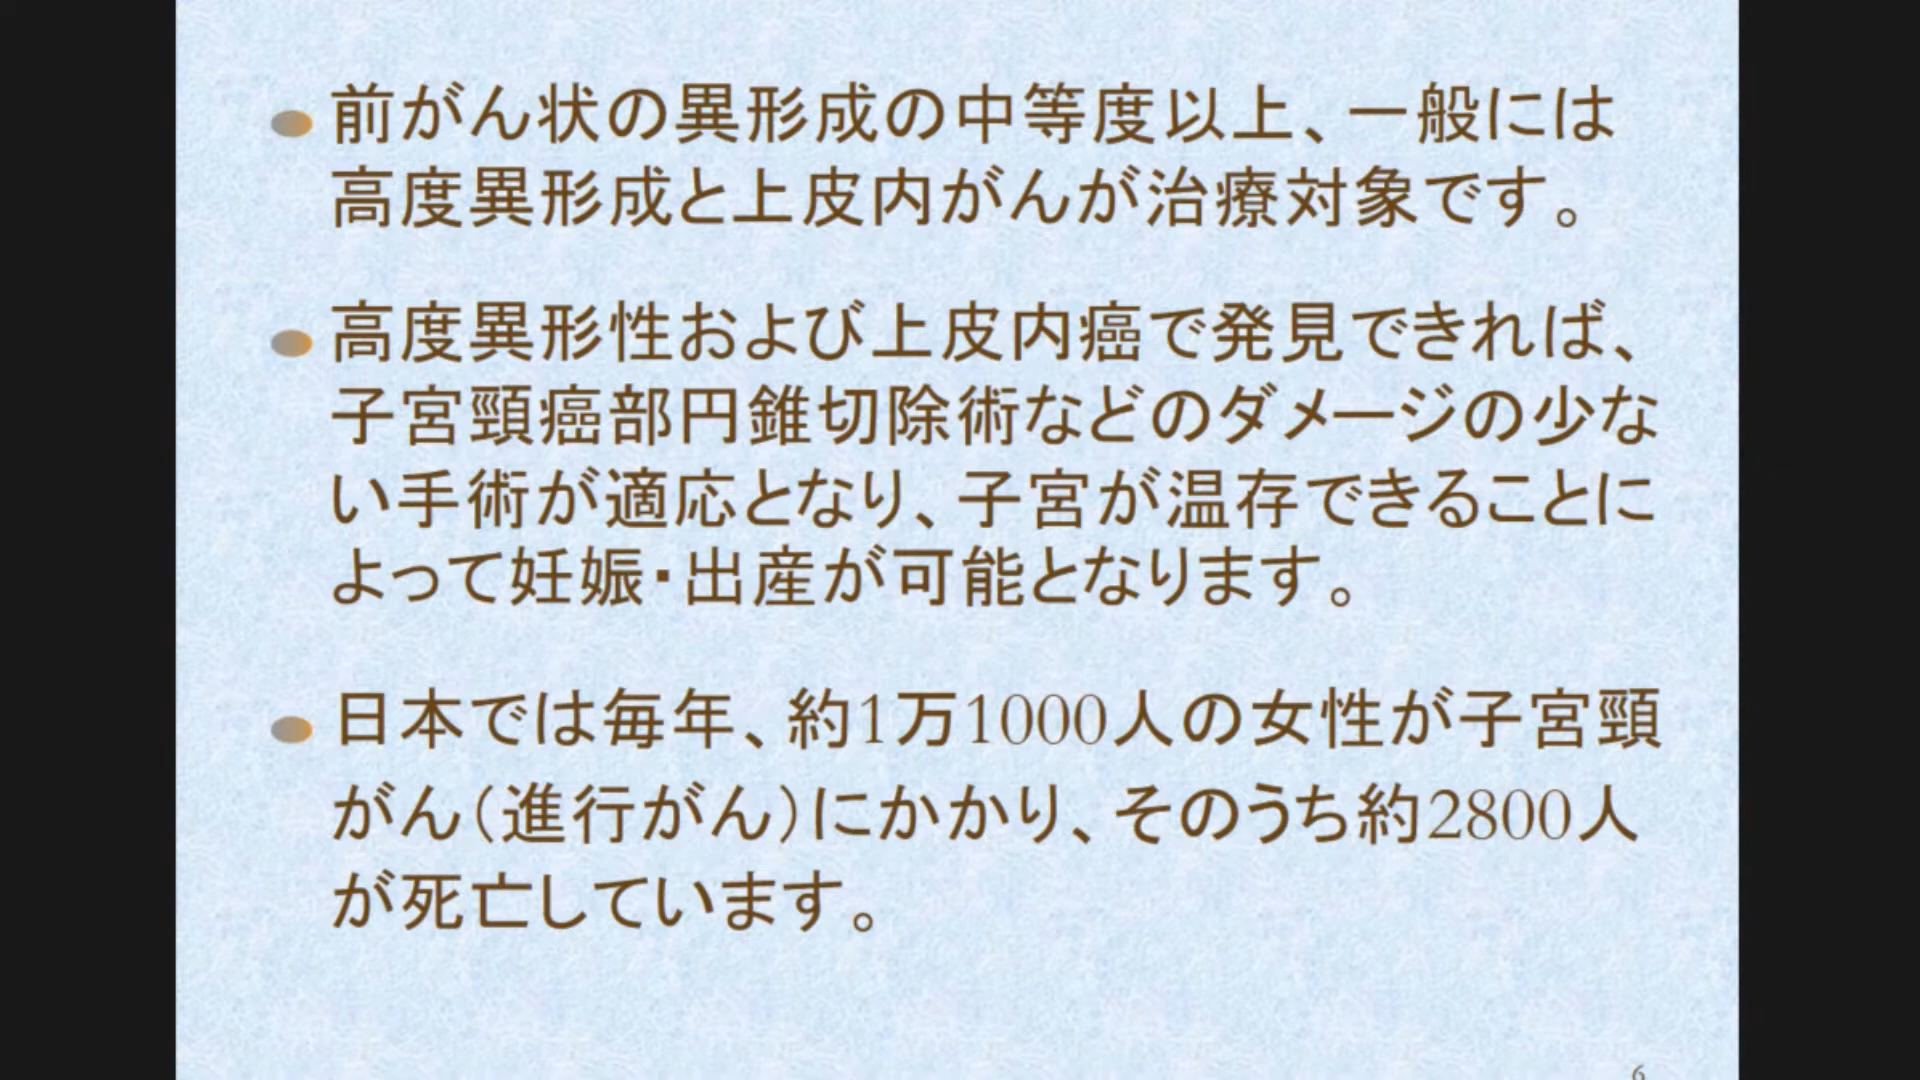 前がん状の異形成の中等度以上、一般には
高度異形成と上皮内がんが治療対象です。
高度異形性および上皮内癌で発見できれば、
子宮頸癌部円錐切除術などのダメージの少な
い手術が適応となり、子宮が温存できることに
よって妊娠・出産が可能となります。
日本では毎年、約1万1000人の女性が子宮頸
がん（進行がん）にかかり、そのうち約2800人
が死亡しています。
6